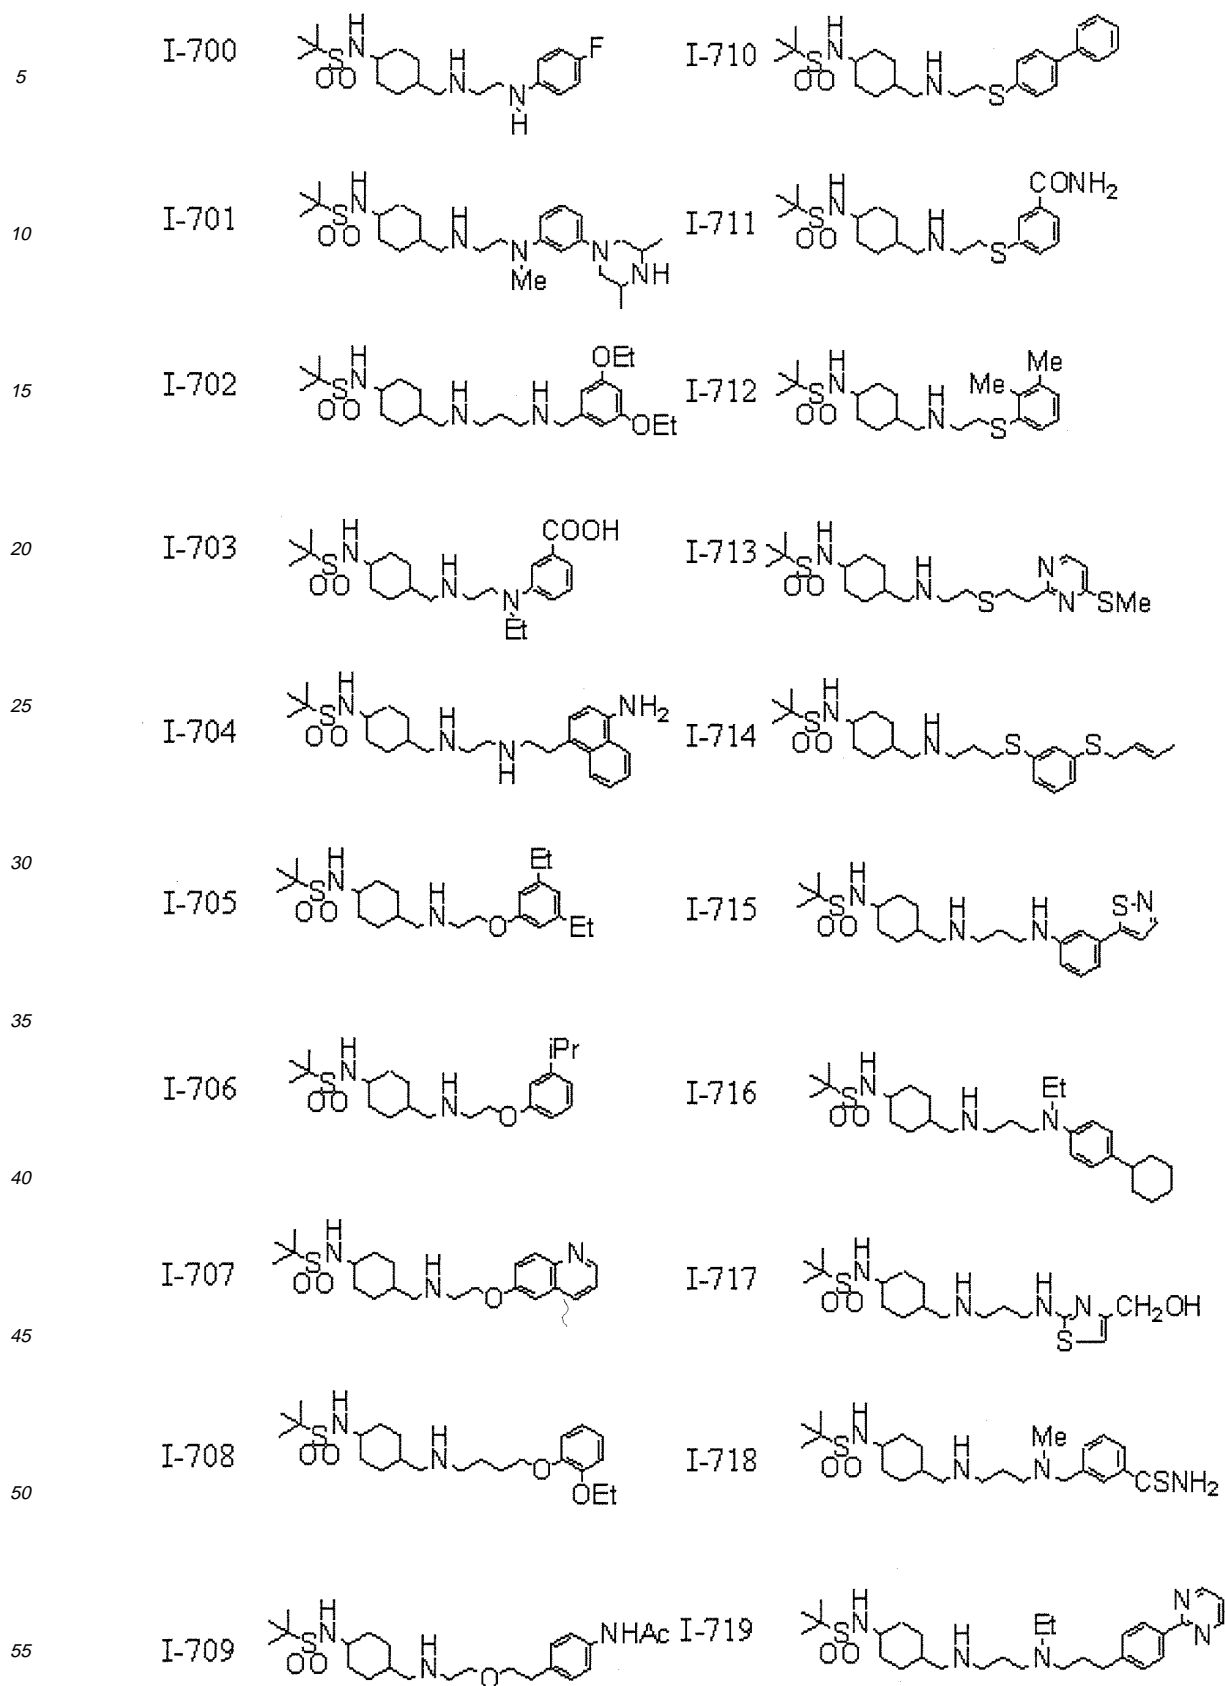 I-700 H N S O O H N N H F
I-710 H N S O O H N S
5
I-701 H N S O O H N N Me N NH
I-711 H N S O O H N S CONH2
10
I-702 H N S O O H N H N OEt OEt
I-712 H N S O O H N S Me Me
15
I-703 H N S O O H N N Et COOH
I-713 H N S O O H N S N N SMe
20
I-704 H N S O O H N N H NH2
I-714 H N S O O H N S S
25
I-705 H N S O O H N O Et Et
I-715 H N S O O H N H N S-N
30
35
I-706 H N S O O H N O iPr
I-716 H N S O O H N Et N
40
I-707 H N S O O H N O N
I-717 H N S O O H N H N N S CH2OH
45
I-708 H N S O O H N O OEt
I-718 H N S O O H N Me N CSNH2
50
I-709 H N S O O H N O NHAc
I-719 H N S O O H N Et N N N
55